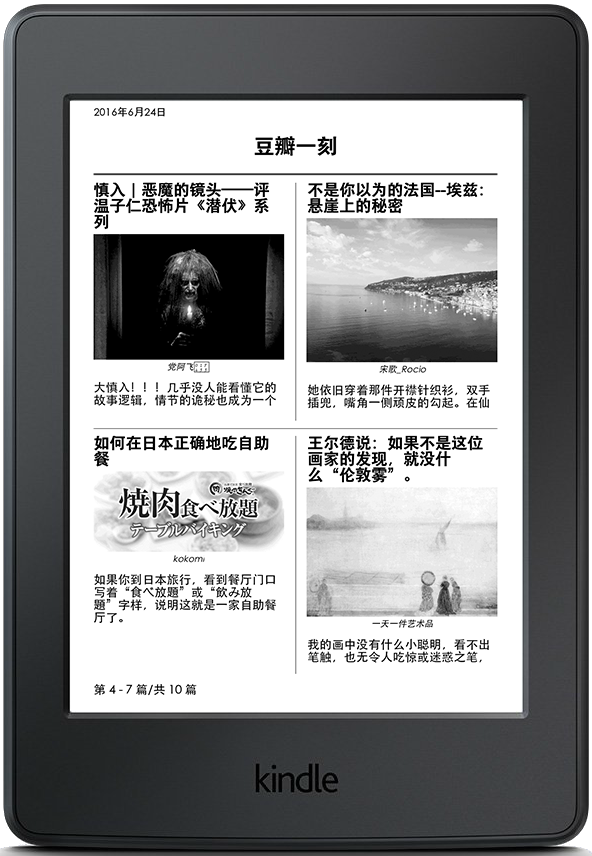 2016年6月24日
豆瓣一刻
慎入 | 恶魔的镜头——评
温子仁恐怖片《潜伏》系
列
党阿飞
大慎入！！！几乎没人能看懂它的
故事逻辑，情节的诡秘也成为一个
不是你以为的法国--埃兹：
悬崖上的秘密
宋歌_Rocio
她依旧穿着那件开襟针织衫，双手
插兜，嘴角一侧顽皮的勾起。在仙
如何在日本正确地吃自助
餐
焼肉食べ放題
テーブルバイキング
kokomi
如果你到日本旅行，看到餐厅门口
写着“食べ放題”或“飲み放
題”字样，说明这就是一家自助餐
厅了。
王尔德说：如果不是这位
画家的发现，就没什
么“伦敦雾”。
一天一件艺术品
我的画中没有什么小聪明，看不出
笔触，也无令人吃惊或迷惑之笔，
第 4 - 7 篇/共 10 篇
kindle